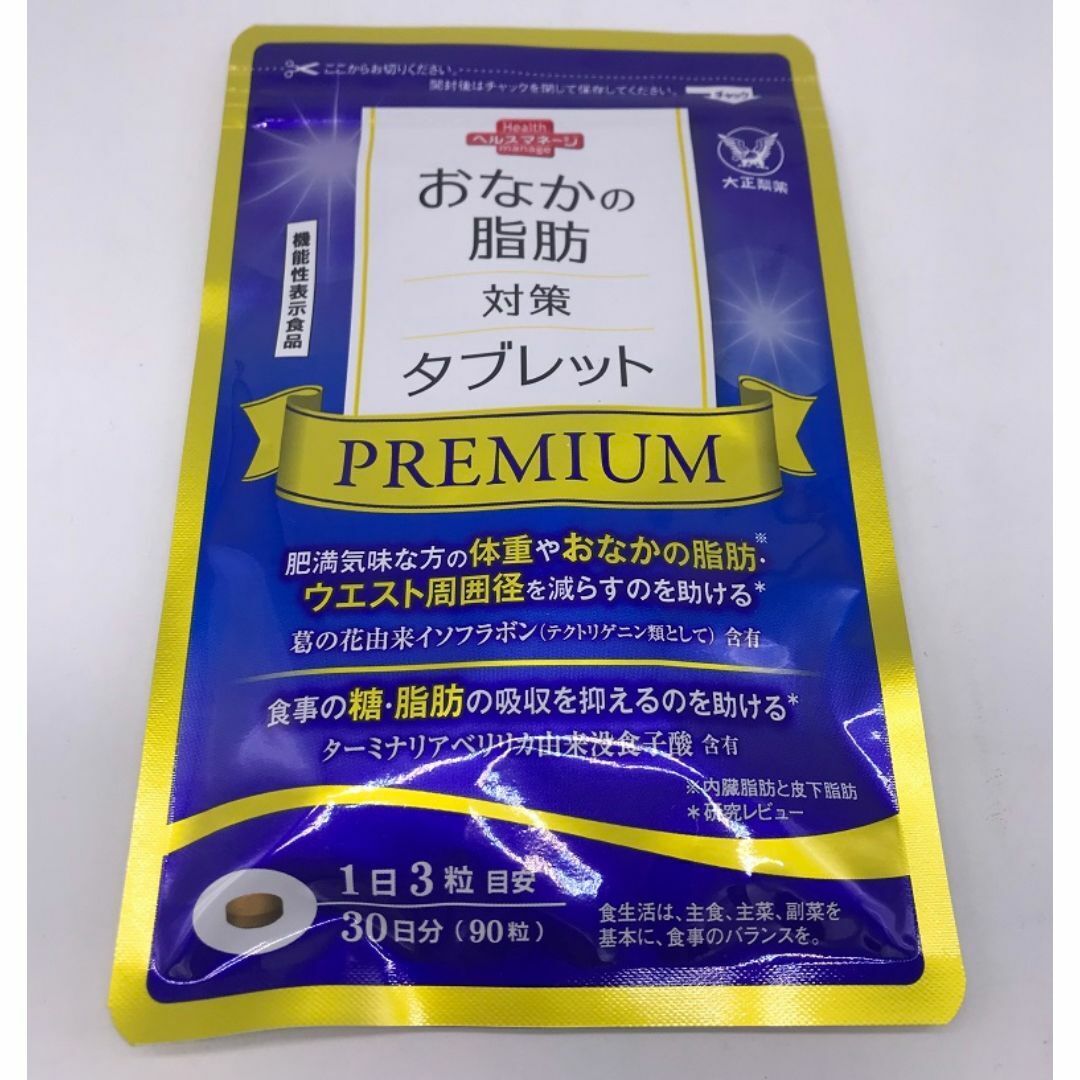 ここからお切りください。
開封後はチャックを閉じて保存してください。
チャック
Health
ヘルスマネージ
manage
大正製薬
おなかの
脂肪
対策
タブレット
機能性表示食品
PREMIUM
肥満気味な方の体重やおなかの脂肪※・
ウエスト周囲径を減らすのを助ける*
葛の花由来イソフラボン(テクトリゲニン類として) 含有
食事の糖・脂肪の吸収を抑えるのを助ける*
ターミナリアベリリカ由来没食子酸 含有
※内臓脂肪と皮下脂肪
*研究レビュー
1日3粒 目安
30日分(90粒)
食生活は、主食、主菜、副菜を
基本に、食事のバランスを。